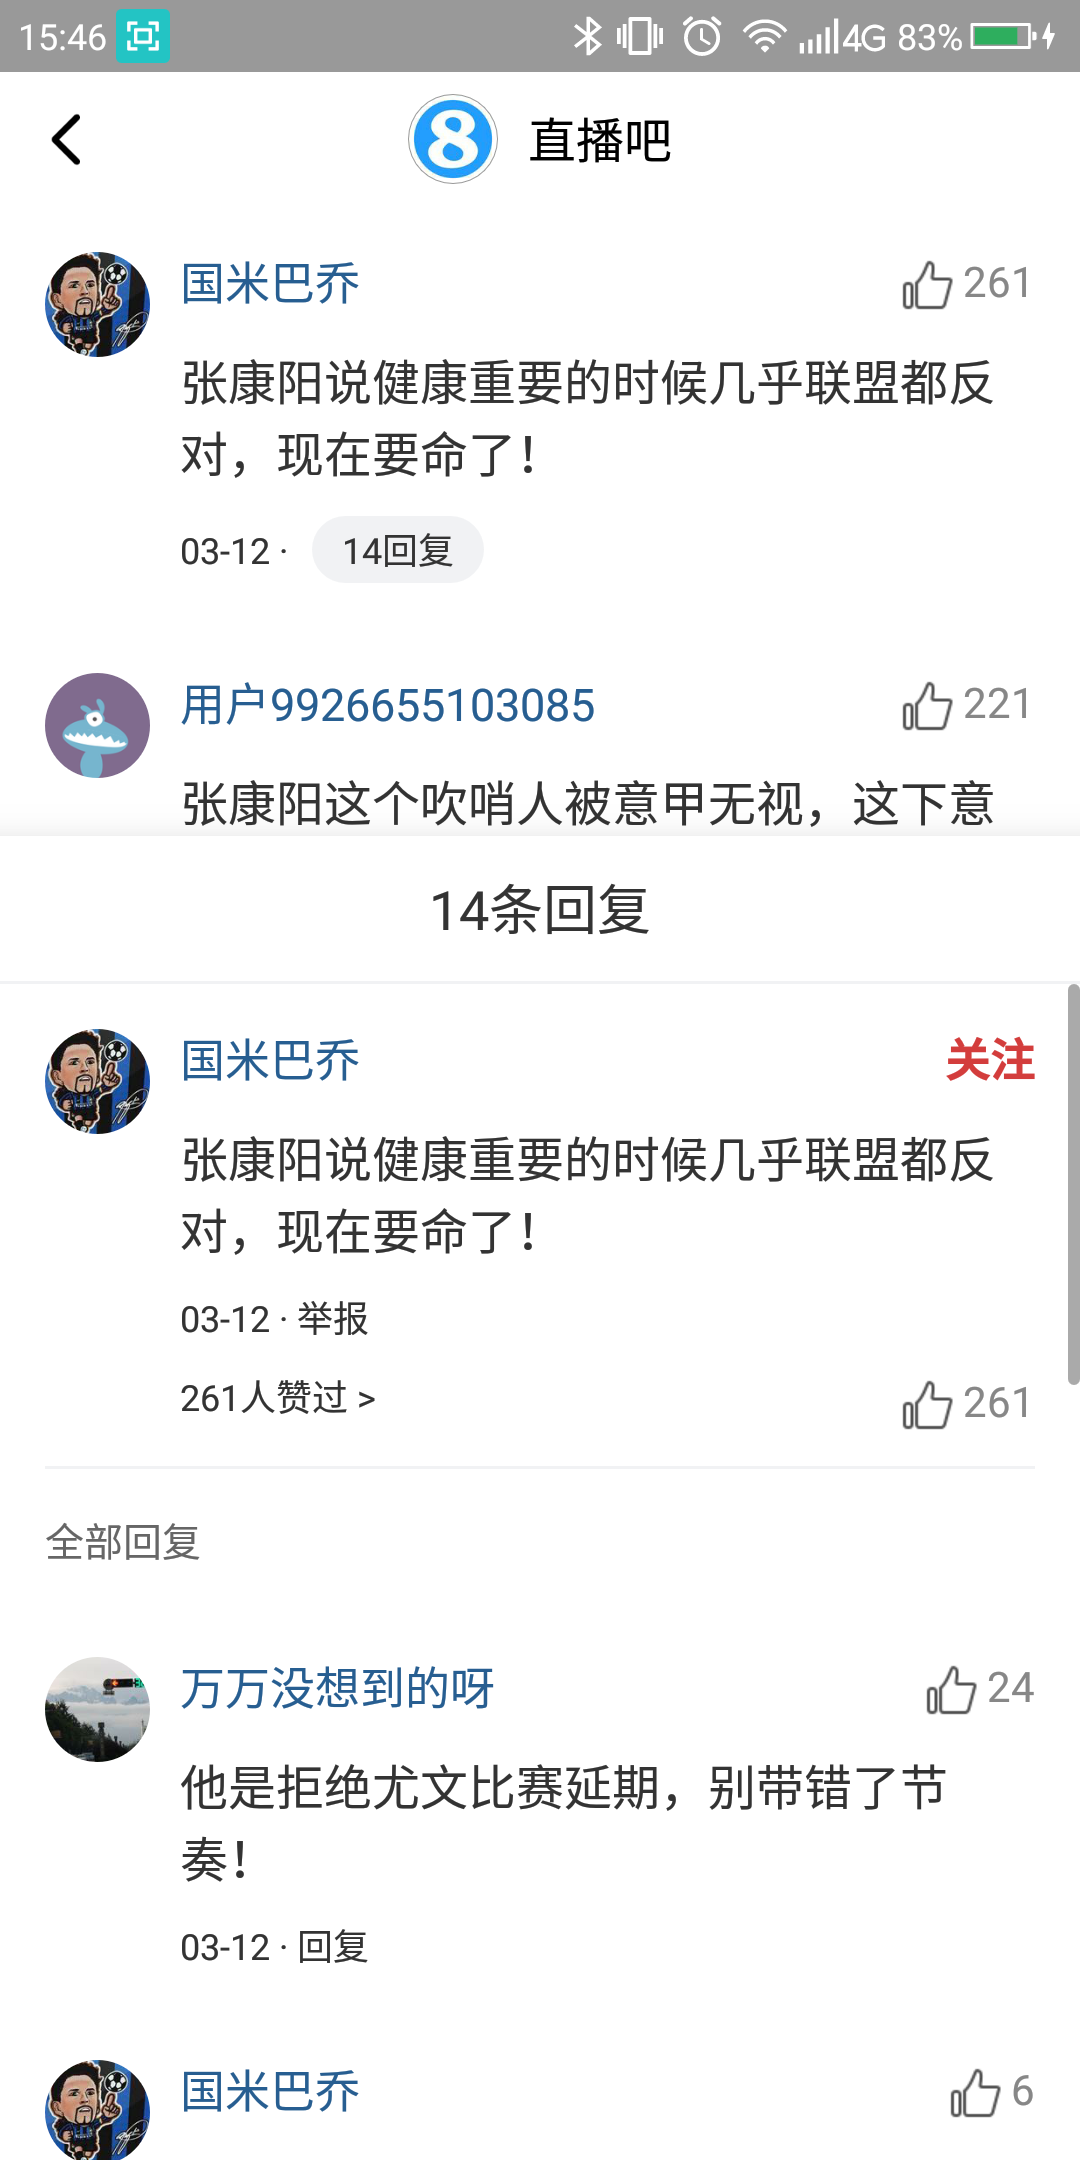 15:46
4G 83%
8 直播吧
国米巴乔 261
张康阳说健康重要的时候几乎联盟都反
对，现在要命了！
03-12 · 14回复
用户9926655103085 221
张康阳这个吹哨人被意甲无视，这下意
14条回复
国米巴乔 关注
张康阳说健康重要的时候几乎联盟都反
对，现在要命了！
03-12 · 举报
261人赞过 > 261
全部回复
万万没想到的呀 24
他是拒绝尤文比赛延期，别带错了节
奏！
03-12 · 回复
国米巴乔 6